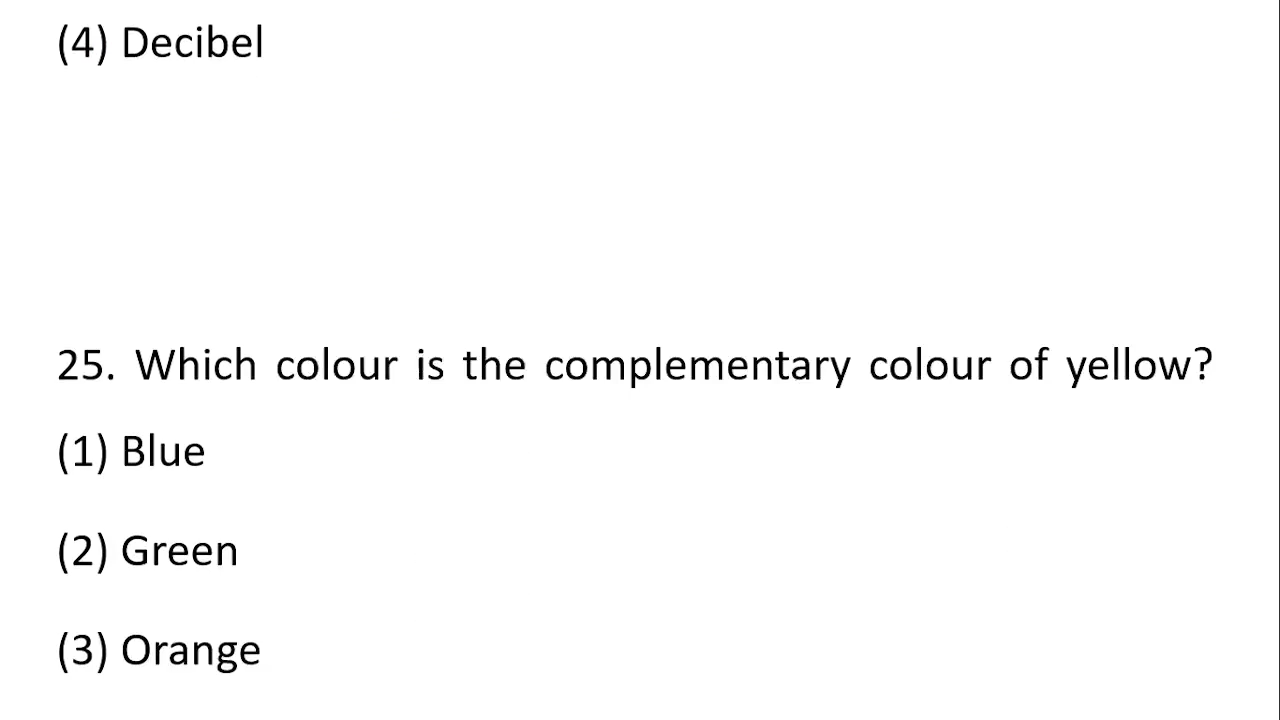 (4) Decibel
25. Which colour is the complementary colour of yellow?
(1) Blue
(2) Green
(3) Orange